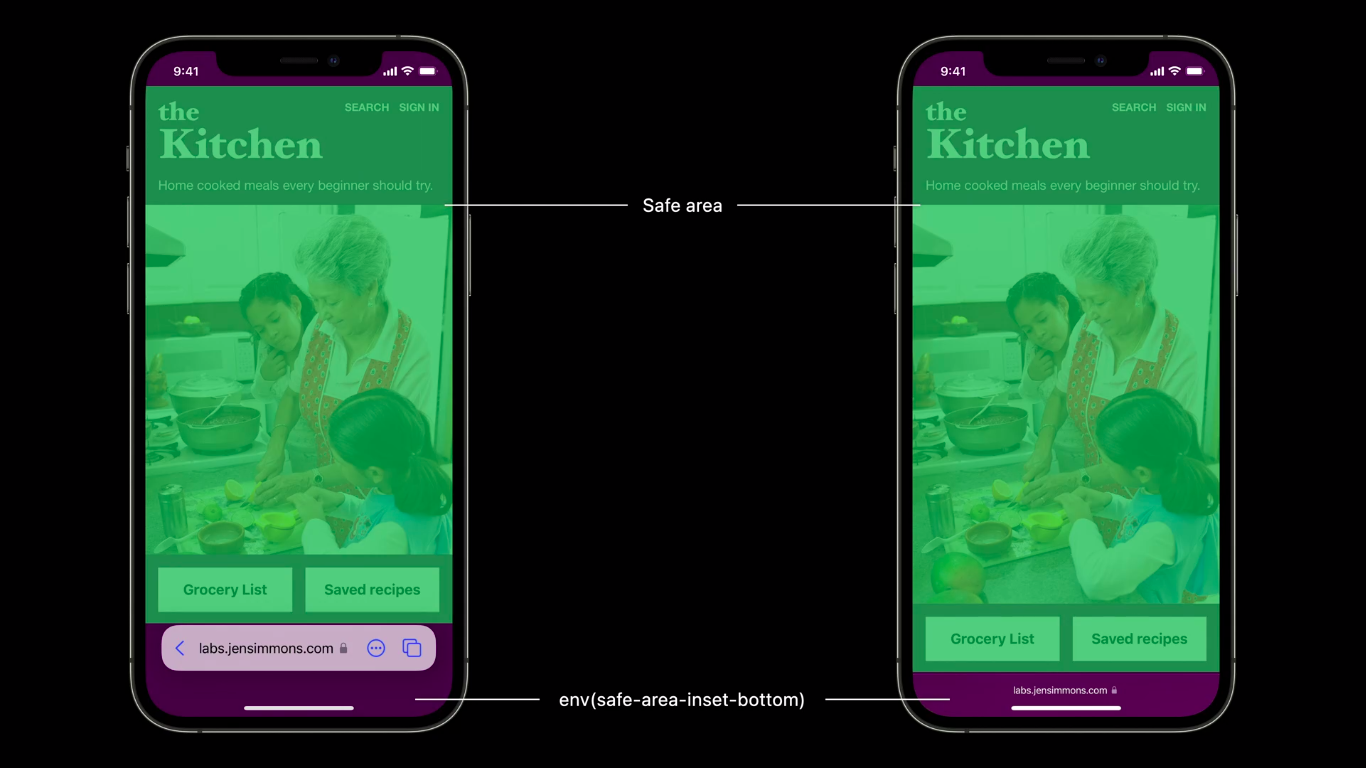 9:41
the
Kitchen
SEARCH SIGN IN
Home cooked meals every beginner should try.
Grocery List
Saved recipes
labs.jensimmons.com
Safe area
env(safe-area-inset-bottom)
9:41
the
Kitchen
SEARCH SIGN IN
Home cooked meals every beginner should try.
Grocery List
Saved recipes
labs.jensimmons.com